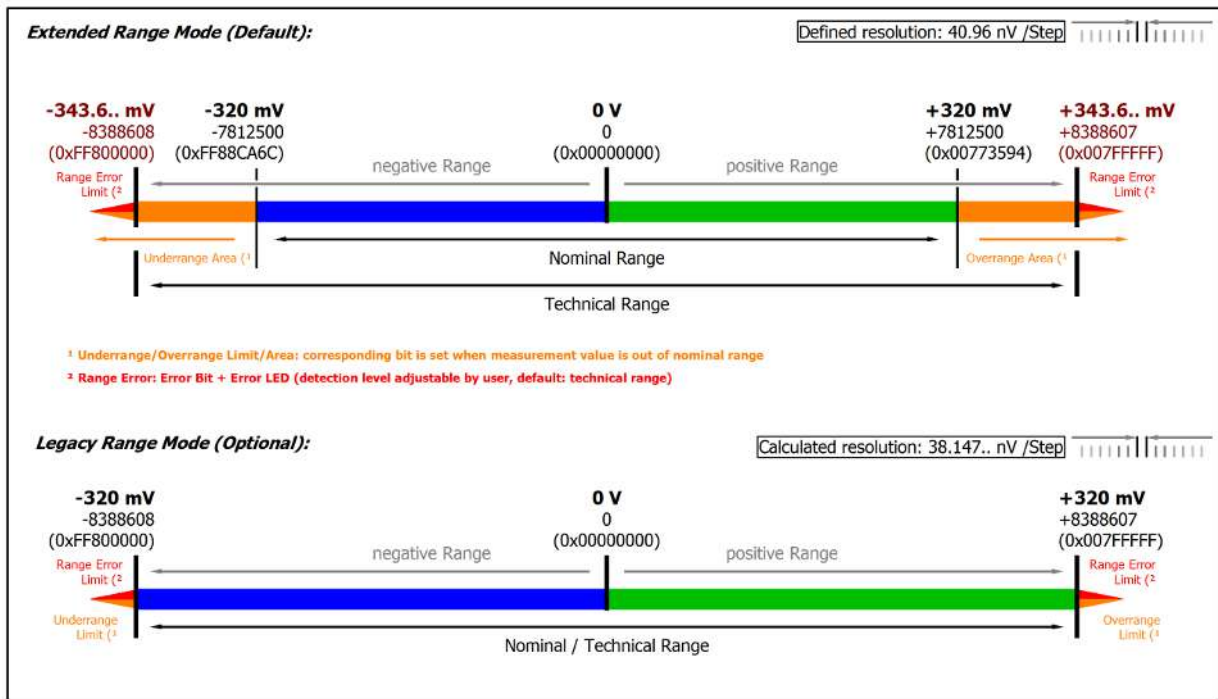 Extended Range Mode (Default):
Defined resolution: 40.96 nV /Step
-343.6.. mV
-8388608
(0xFF800000)
-320 mV
-7812500
(0xFF88CA6C)
0 V
0
(0x00000000)
+320 mV
+7812500
(0x00773594)
+343.6.. mV
+8388607
(0x007FFFFF)
negative Range
positive Range
Range Error
Limit (²
Range Error
Limit (²
Underrange Area (¹
Nominal Range
Overrange Area (¹
Technical Range
¹ Underrange/Overrange Limit/Area: corresponding bit is set when measurement value is out of nominal range
² Range Error: Error Bit + Error LED (detection level adjustable by user, default: technical range)
Legacy Range Mode (Optional):
Calculated resolution: 38.147.. nV /Step
-320 mV
-8388608
(0xFF800000)
0 V
0
(0x00000000)
+320 mV
+8388607
(0x007FFFFF)
negative Range
positive Range
Range Error
Limit (²
Range Error
Limit (²
Underrange
Limit (¹
Overrange
Limit (¹
Nominal / Technical Range